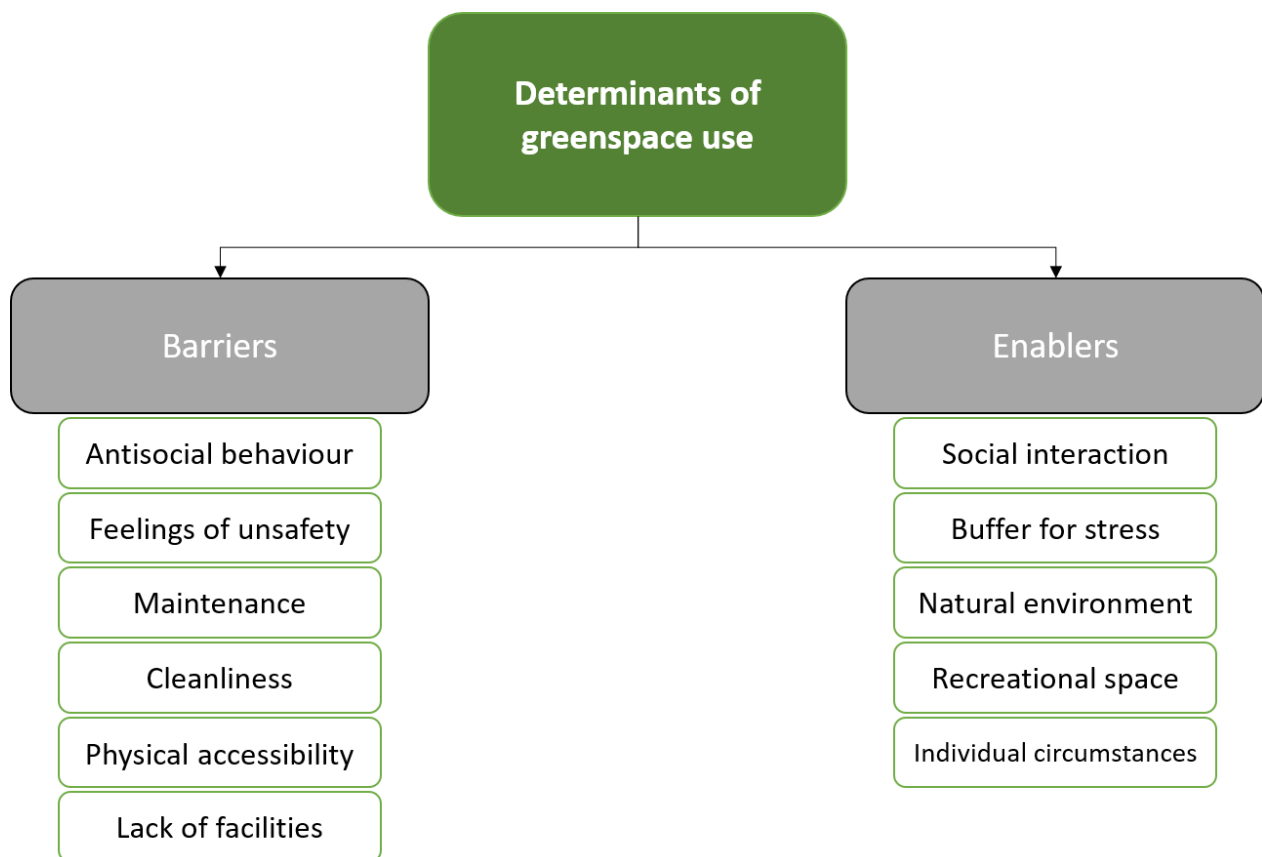 Determinants of
greenspace use
Barriers
Antisocial behaviour
Feelings of unsafety
Maintenance
Cleanliness
Physical accessibility
Lack of facilities
Enablers
Social interaction
Buffer for stress
Natural environment
Recreational space
Individual circumstances